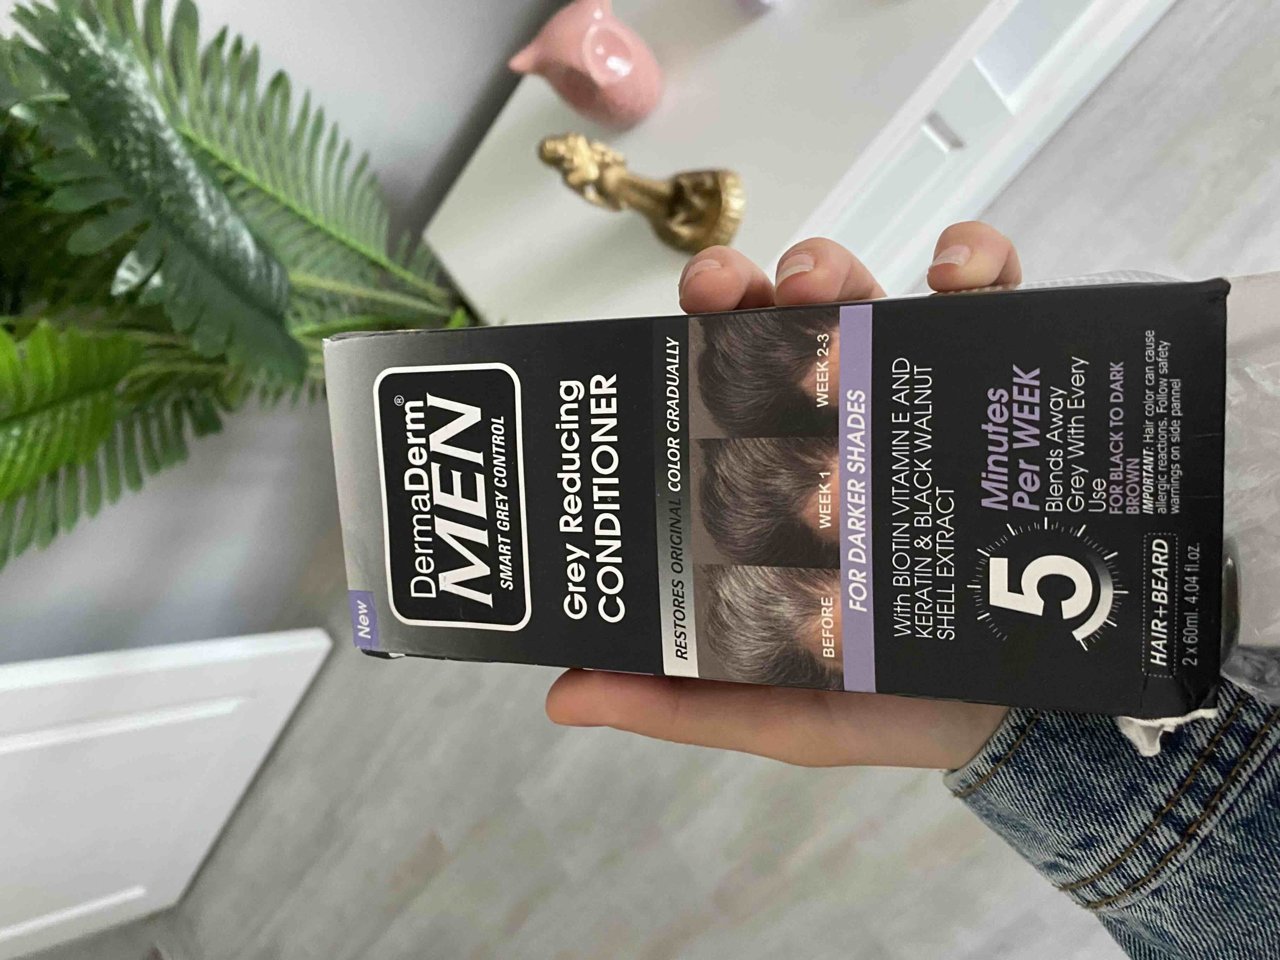 New
DermaDerm®
MEN
SMART GREY CONTROL
Grey Reducing
CONDITIONER
RESTORES ORIGINAL COLOR GRADUALLY
BEFORE
WEEK 1
WEEK 2-3
FOR DARKER SHADES
With BIOTIN VITAMIN E AND
KERATIN & BLACK WALNUT
SHELL EXTRACT
5
Minutes
Per WEEK
Blends Away
Grey With Every
Use
FOR BLACK TO DARK
BROWN
IMPORTANT: Hair color can cause
allergic reactions. Follow safety
warnings on side pannel
HAIR+BEARD
2 x 60ml. 4.04 fl.oz.